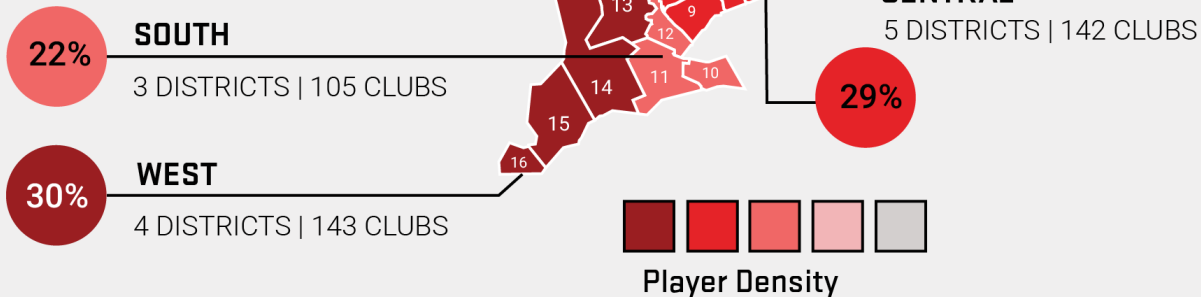 13
9
5 DISTRICTS | 142 CLUBS
22%
SOUTH
12
3 DISTRICTS | 105 CLUBS
14
11
10
29%
15
16
30%
WEST
4 DISTRICTS | 143 CLUBS
Player Density